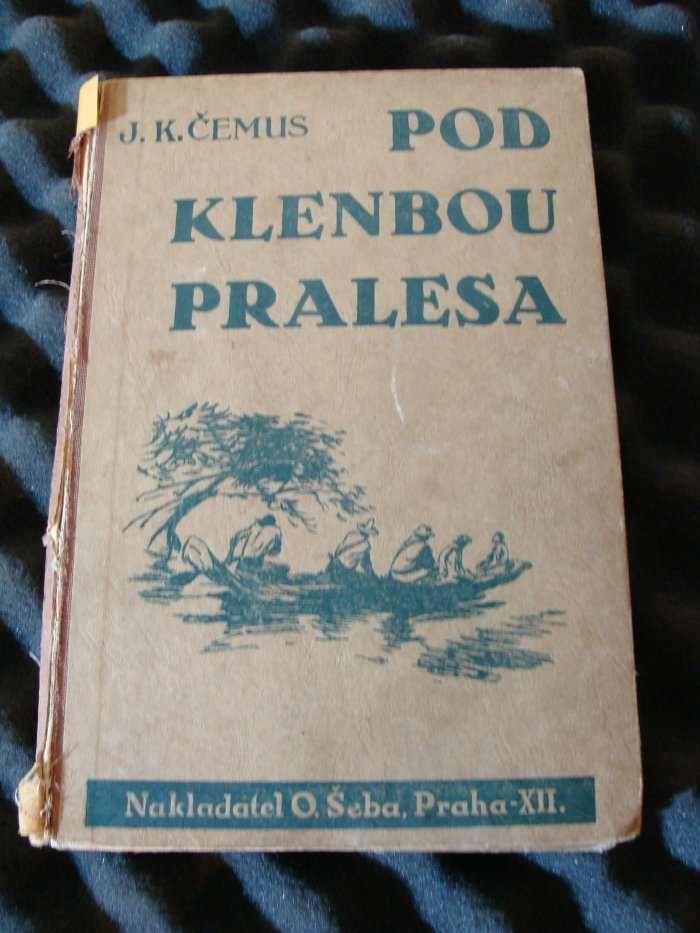 J. K. ČEMUS
POD
KLENBOU
PRALESA
Nakladatel O. Šeba, Praha-XII.